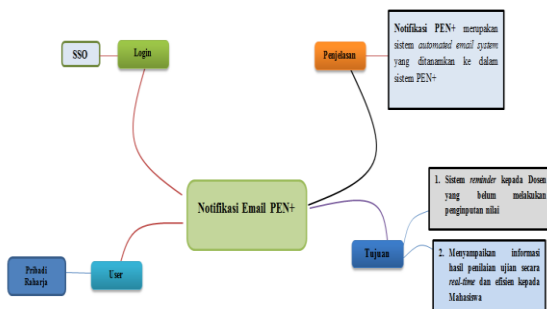 SSO
Login
Penjelasan
Notifikasi PEN+ merupakan
sistem automated email system
yang ditanamkan ke dalam
sistem PEN+
Notifikasi Email PEN+
1. Sistem reminder kepada Dosen
yang belum melakukan
penginputan nilai
Tujuan
2. Menyampaikan informasi
hasil penilaian ujian secara
real-time dan efisien kepada
Mahasiswa
Pribadi
Raharja
User